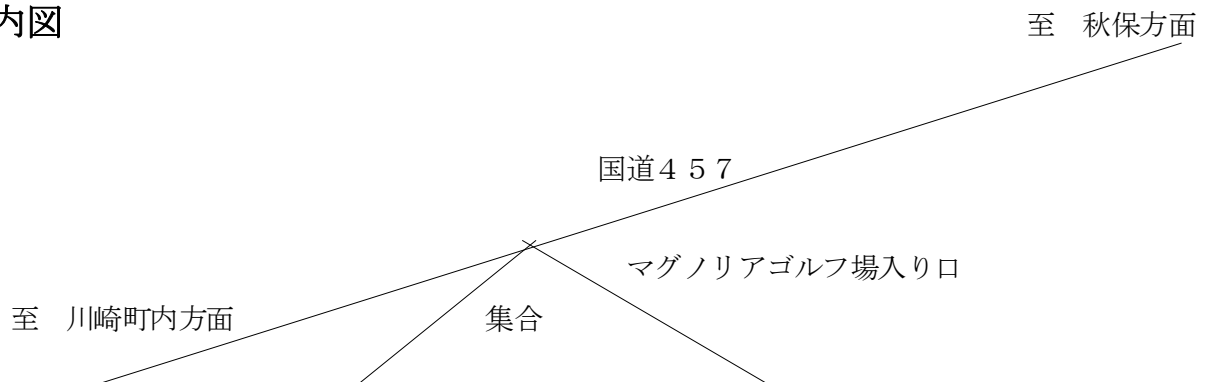 内図
至　秋保方面
国道４５７
マグノリアゴルフ場入り口
至　川崎町内方面
集合